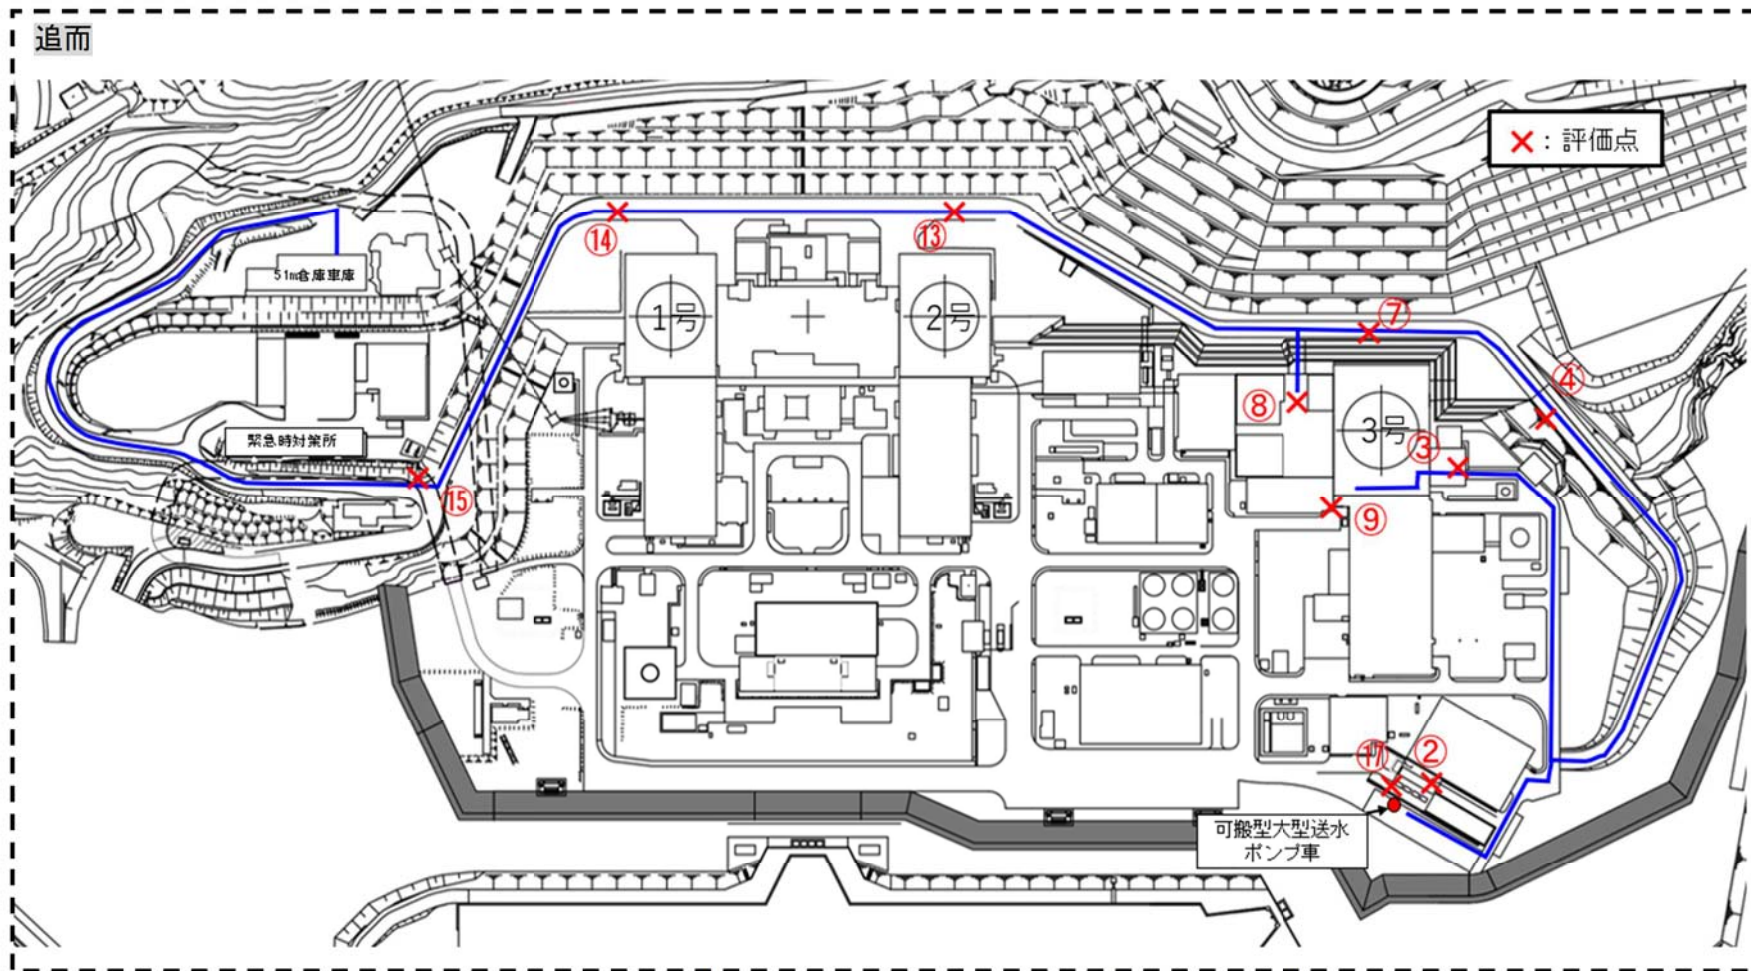 追而
×：評価点
⑭
⑬
51m倉庫車庫
1号
2号
⑦
④
⑧
3号
③
緊急時対策所
⑮
⑨
⑰
②
可搬型大型送水
ポンプ車